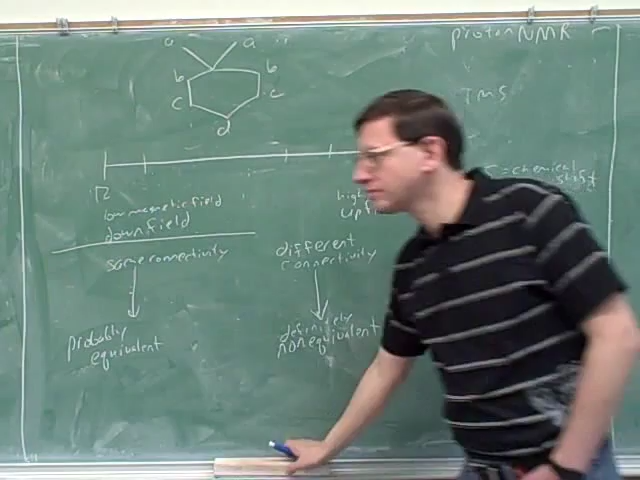 a a
proton NMR
b b
c c
TMS
d
= chemical
shift
12
low magnetic field
high
downfield
upfi
same connectivity
different
connectivity
probably
equivalent
definitely
nonequivalent